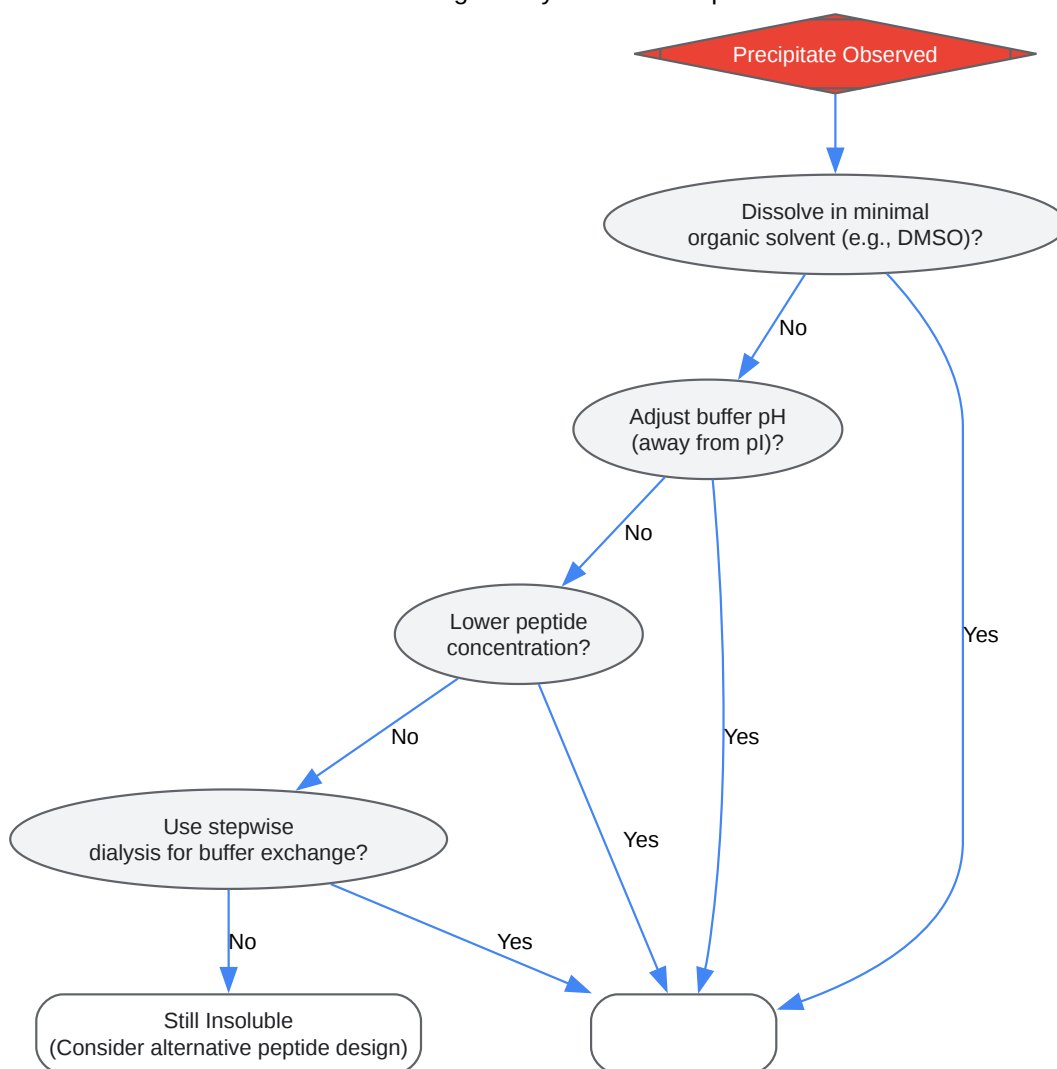 Precipitate Observed
Dissolve in minimal
organic solvent (e.g., DMSO)?
No
Adjust buffer pH
(away from pI)?
No
Lower peptide
concentration?
Yes
No
Yes
Use stepwise
dialysis for buffer exchange?
Yes
No
Yes
Still Insoluble
(Consider alternative peptide design)